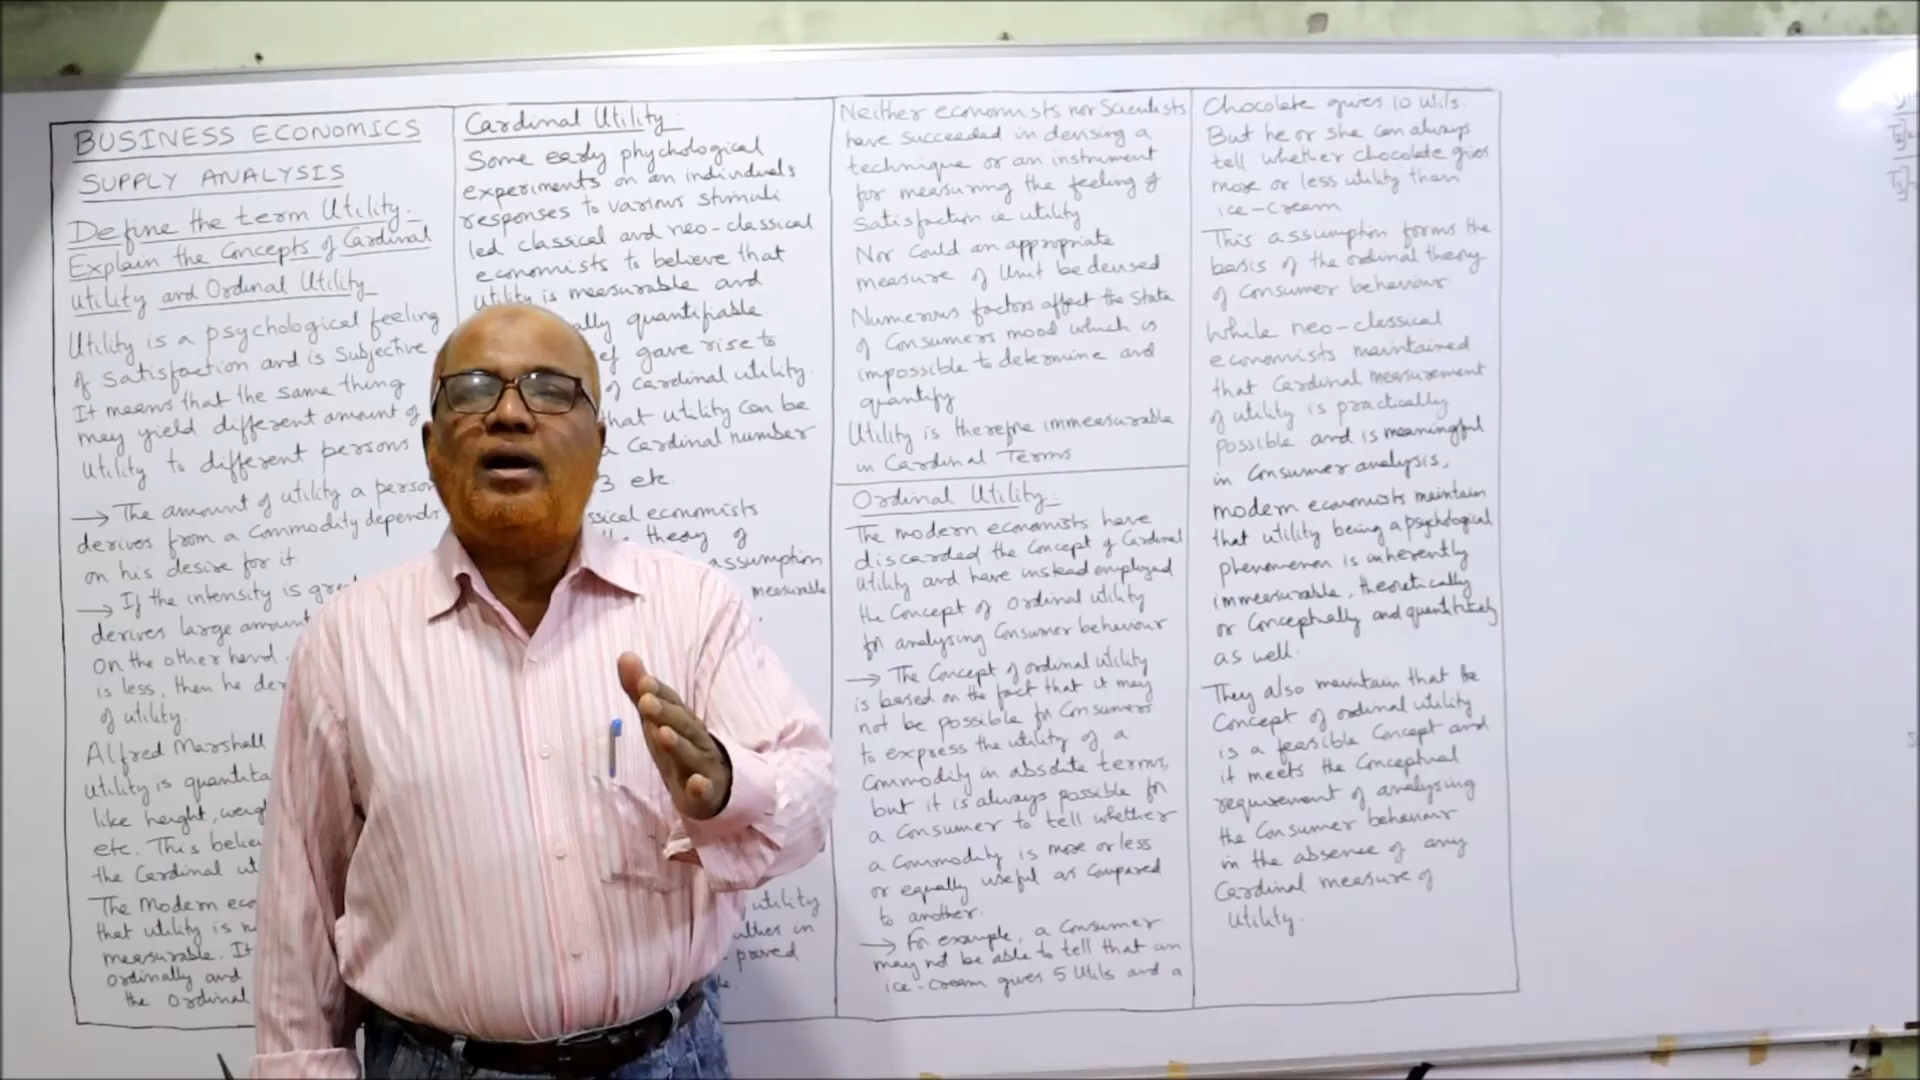 BUSINESS ECONOMICS
SUPPLY ANALYSIS
Define the term Utility.
Explain the Concepts of Cardinal
Utility and Ordinal Utility
Utility is a psychological feeling
of Satisfaction and is Subjective
It means that the same thing
may yield different amount of
Utility to different persons
→ The amount of utility a person
derives from a Commodity depends
on his desire for it
→ If the intensity is
derives large amount
on the other hand
is less, then he
of utility.
Alfred Marshall
Utility is
like height,
etc. This
the Cardinal
The Modern
that utility is
measurable. It
ordinally and
the Ordinal
Cardinal Utility:
Some early phychological
experiments on an individuals
responses to various stimuli
led classical and neo-classical
economists to believe that
Utility is measurable and
quantifiable
gave rise to
of cardinal utility.
that utility can be
a Cardinal number
3 etc.
economists
theory of
assumption
measurable
utility
in
Neither economists nor Scientists
have succeeded in devising a
technique or an instrument
for measuring the feeling of
Satisfaction ie utility
Nor could an appropriate
measure of Unit be devised
Numerous factors affect the State
of Consumers mood which is
impossible to determine and
quantify
Utility is therefre immeasurable
in Cardinal Terms
Ordinal Utility:
The modern economists have
discarded the Concept of Cardinal
Utility and have instead employed
the Concept of Ordinal utility
for analysing Consumer behaviour
→ The Concept of ordinal utility
is based on the fact that it may
not be possible for Consumers
to express the utility of a
Commodity in absolute terms,
but it is always possible for
a Consumer to tell whether
a Commodity is more or less
or equally useful as Compared
to another.
→ For example, a Consumer
may not be able to tell that an
ice-cream gives 5 Utils and a
Chocolate gives 10 Utils.
But he or she can always
tell whether chocolate gives
more or less utility than
ice-cream
This assumption forms the
basis of the ordinal theory
of Consumer behaviour.
While neo-classical
economists maintained
that Cardinal measurement
of utility is practically
possible and is meaningful
in Consumer analysis,
modern economists maintain
that utility being a psychological
phenomenon is inherently
immeasurable, theoretically
or Conceptually and quantitively
as well.
They also maintain that the
Concept of ordinal utility
is a feasible Concept and
it meets the Conceptual
requirement of analysing
the Consumer behaviour
in the absence of any
Cardinal measure of
Utility.